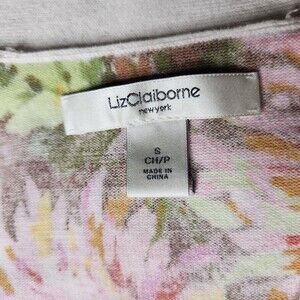 LizClaiborne
new york
S
CH/P
MADE IN
CHINA